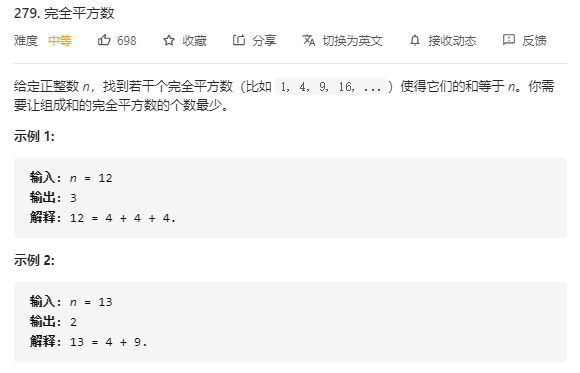 279. 完全平方数
难度 中等 698 收藏 分享 切换为英文 接收动态 反馈
给定正整数 n，找到若干个完全平方数（比如 1, 4, 9, 16, ...）使得它们的和等于 n。你需
要让组成和的完全平方数的个数最少。
示例 1:
输入: n = 12
输出: 3
解释: 12 = 4 + 4 + 4.
示例 2:
输入: n = 13
输出: 2
解释: 13 = 4 + 9.